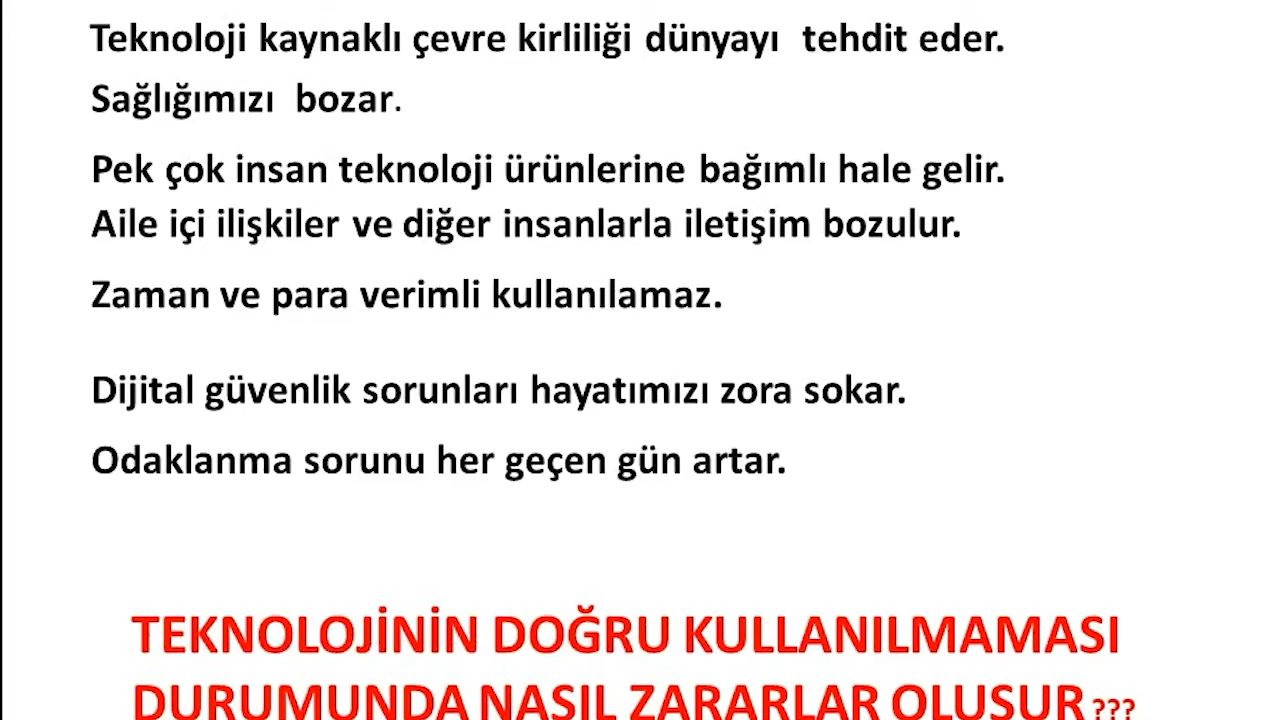 Teknoloji kaynaklı çevre kirliliği dünyayı tehdit eder.
Sağlığımızı bozar.
Pek çok insan teknoloji ürünlerine bağımlı hale gelir.
Aile içi ilişkiler ve diğer insanlarla iletişim bozulur.
Zaman ve para verimli kullanılamaz.
Dijital güvenlik sorunları hayatımızı zora sokar.
Odaklanma sorunu her geçen gün artar.
TEKNOLOJİNİN DOĞRU KULLANILMAMASI
DURUMUNDA NASIL ZARARLAR OLUŞUR???